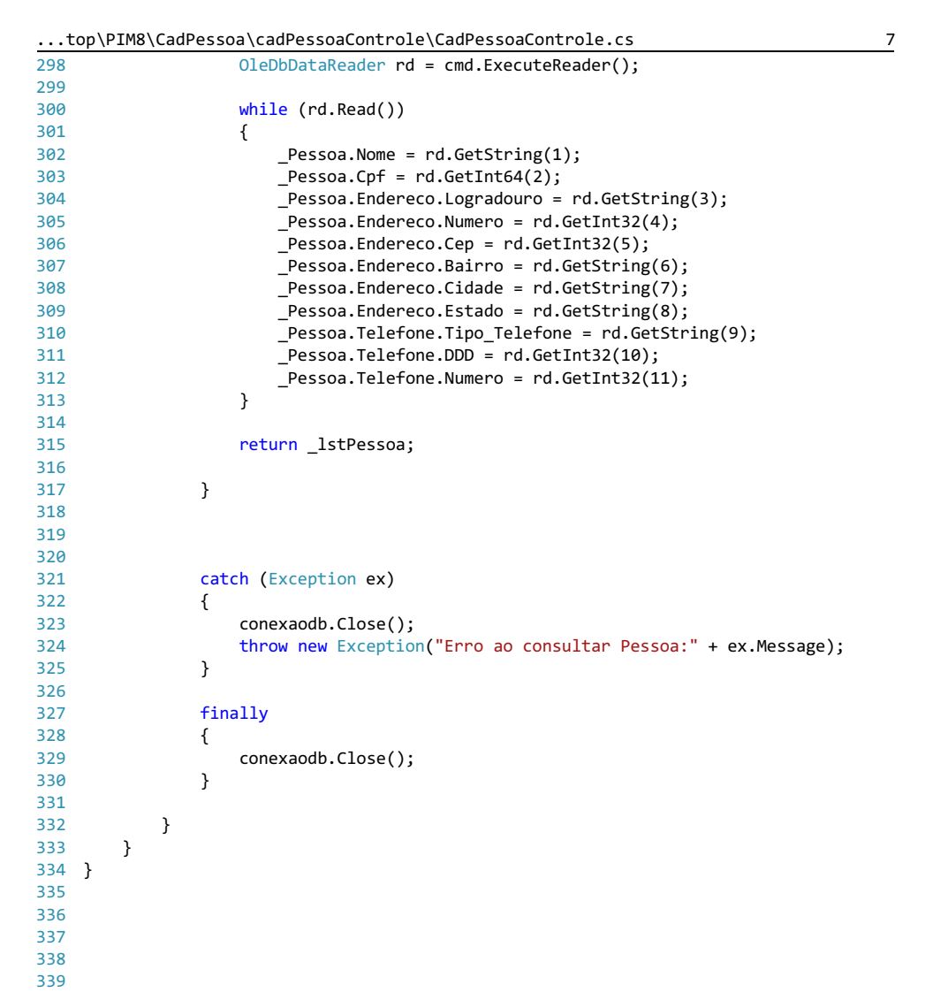 ...top\PIM8\CadPessoa\cadPessoaControle\CadPessoaControle.cs 7
298                 OleDbDataReader rd = cmd.ExecuteReader();
299
300                 while (rd.Read())
301                 {
302                     _Pessoa.Nome = rd.GetString(1);
303                     _Pessoa.Cpf = rd.GetInt64(2);
304                     _Pessoa.Endereco.Logradouro = rd.GetString(3);
305                     _Pessoa.Endereco.Numero = rd.GetInt32(4);
306                     _Pessoa.Endereco.Cep = rd.GetInt32(5);
307                     _Pessoa.Endereco.Bairro = rd.GetString(6);
308                     _Pessoa.Endereco.Cidade = rd.GetString(7);
309                     _Pessoa.Endereco.Estado = rd.GetString(8);
310                     _Pessoa.Telefone.Tipo_Telefone = rd.GetString(9);
311                     _Pessoa.Telefone.DDD = rd.GetInt32(10);
312                     _Pessoa.Telefone.Numero = rd.GetInt32(11);
313                 }
314
315                 return _lstPessoa;
316
317             }
318
319
320
321             catch (Exception ex)
322             {
323                 conexaodb.Close();
324                 throw new Exception("Erro ao consultar Pessoa:" + ex.Message);
325             }
326
327             finally
328             {
329                 conexaodb.Close();
330             }
331
332         }
333     }
334 }
335
336
337
338
339